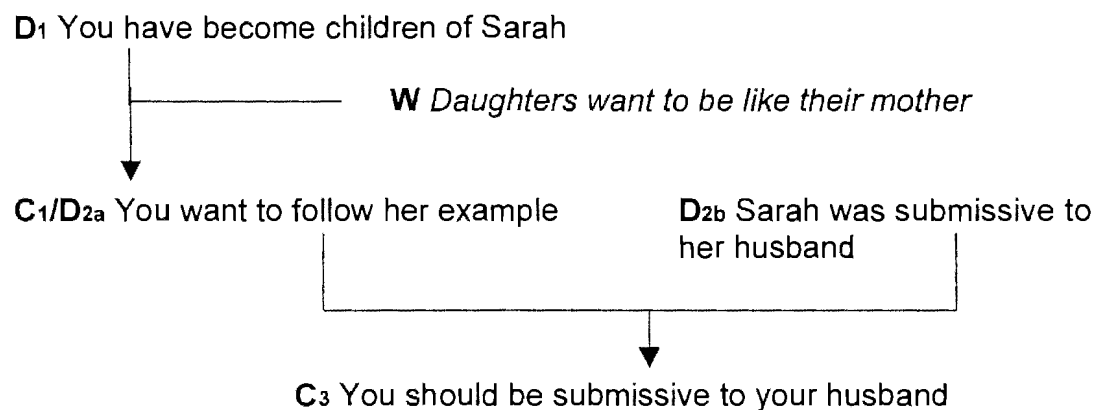 D1 You have become children of Sarah
W Daughters want to be like their mother
C1/D2a You want to follow her example
D2b Sarah was submissive to
her husband
C3 You should be submissive to your husband